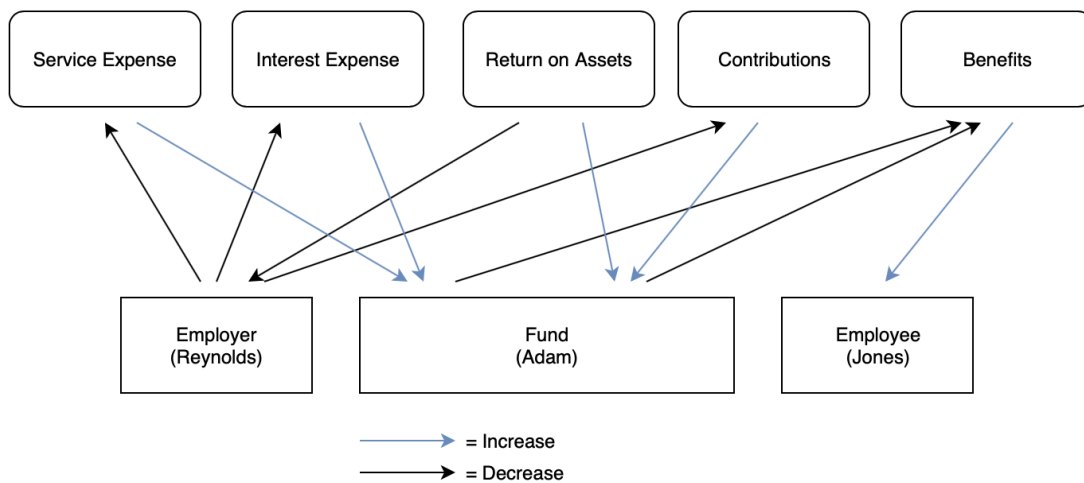 Service Expense
Interest Expense
Return on Assets
Contributions
Benefits
Employer
(Reynolds)
Fund
(Adam)
Employee
(Jones)
= Increase
= Decrease